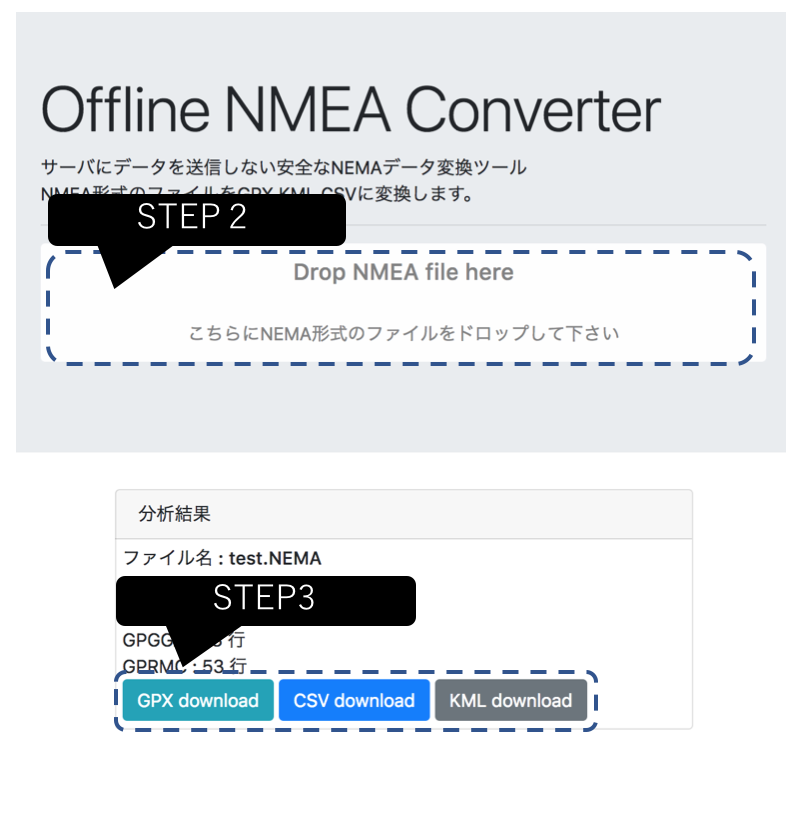 Offline NMEA Converter
サーバにデータを送信しない安全なNEMAデータ変換ツール
NMEA形式のファイルをGPX,KML,CSVに変換します。
STEP 2
Drop NMEA file here
こちらにNEMA形式のファイルをドロップして下さい
分析結果
ファイル名 : test.NEMA
STEP3
行
GPRMC : 53 行
GPX download
CSV download
KML download